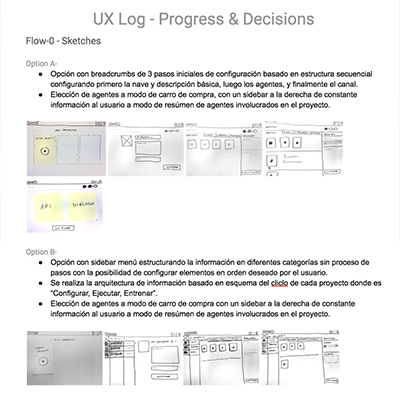 UX Log - Progress & Decisions
Flow-0 - Sketches
Option A-
● Opción con breadcrumbs de 3 pasos iniciales de configuración basado en estructura secuencial
configurando primero la nave y descripción básica, luego los agentes, y finalmente el canal.
● Elección de agentes a modo de carro de compra, con un sidebar a la derecha de constante
información al usuario a modo de resúmen de agentes involucrados en el proyecto.
API
DIALOGO
Option B-
● Opción con sidebar menú estructurando la información en diferentes categorías sin proceso de
pasos con la posibilidad de configurar elementos en orden deseado por el usuario.
● Se realiza la arquitectura de información basado en esquema del cliclo de cada proyecto donde es
“Configurar, Ejecutar, Entrenar”.
● Elección de agentes a modo de carro de compra con un sidebar a la derecha de constante
información al usuario a modo de resúmen de agentes involucrados en el proyecto.